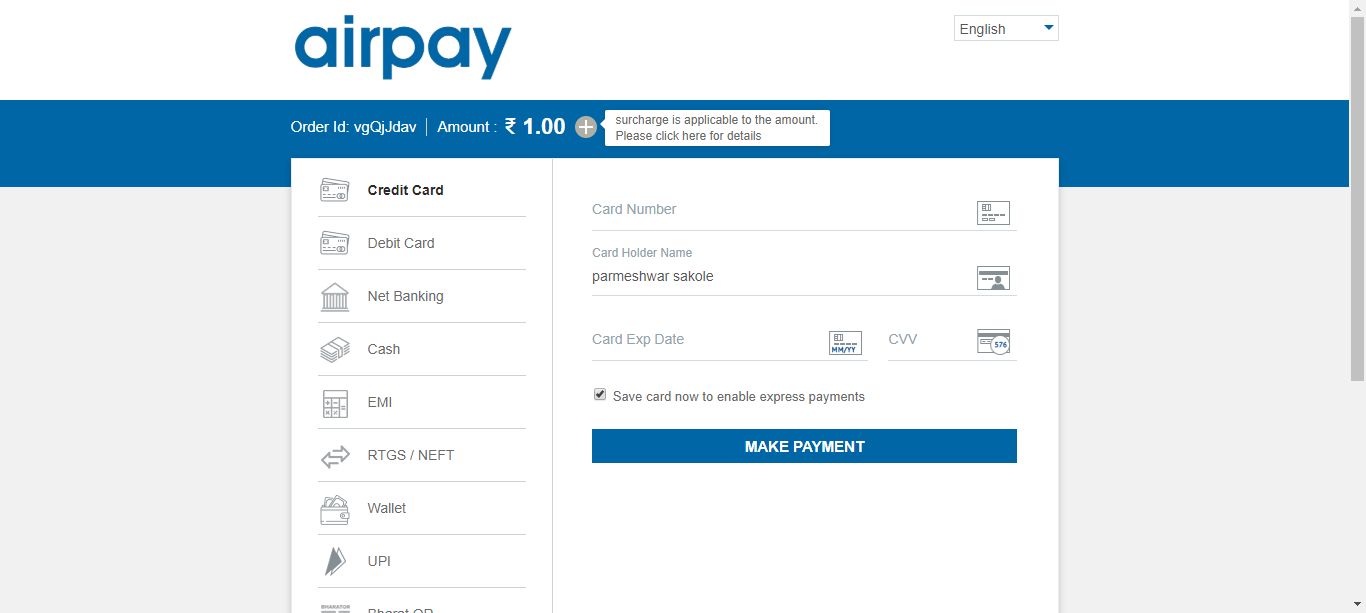 airpay
English
Order Id: vgQjJdav | Amount : ₹ 1.00
surcharge is applicable to the amount.
Please click here for details
Credit Card
Debit Card
Net Banking
Cash
EMI
RTGS / NEFT
Wallet
UPI
BHARATQR
Bharat QR
Card Number
Card Holder Name
parmeshwar sakole
Card Exp Date
MM/YY
CVV
576
Save card now to enable express payments
MAKE PAYMENT